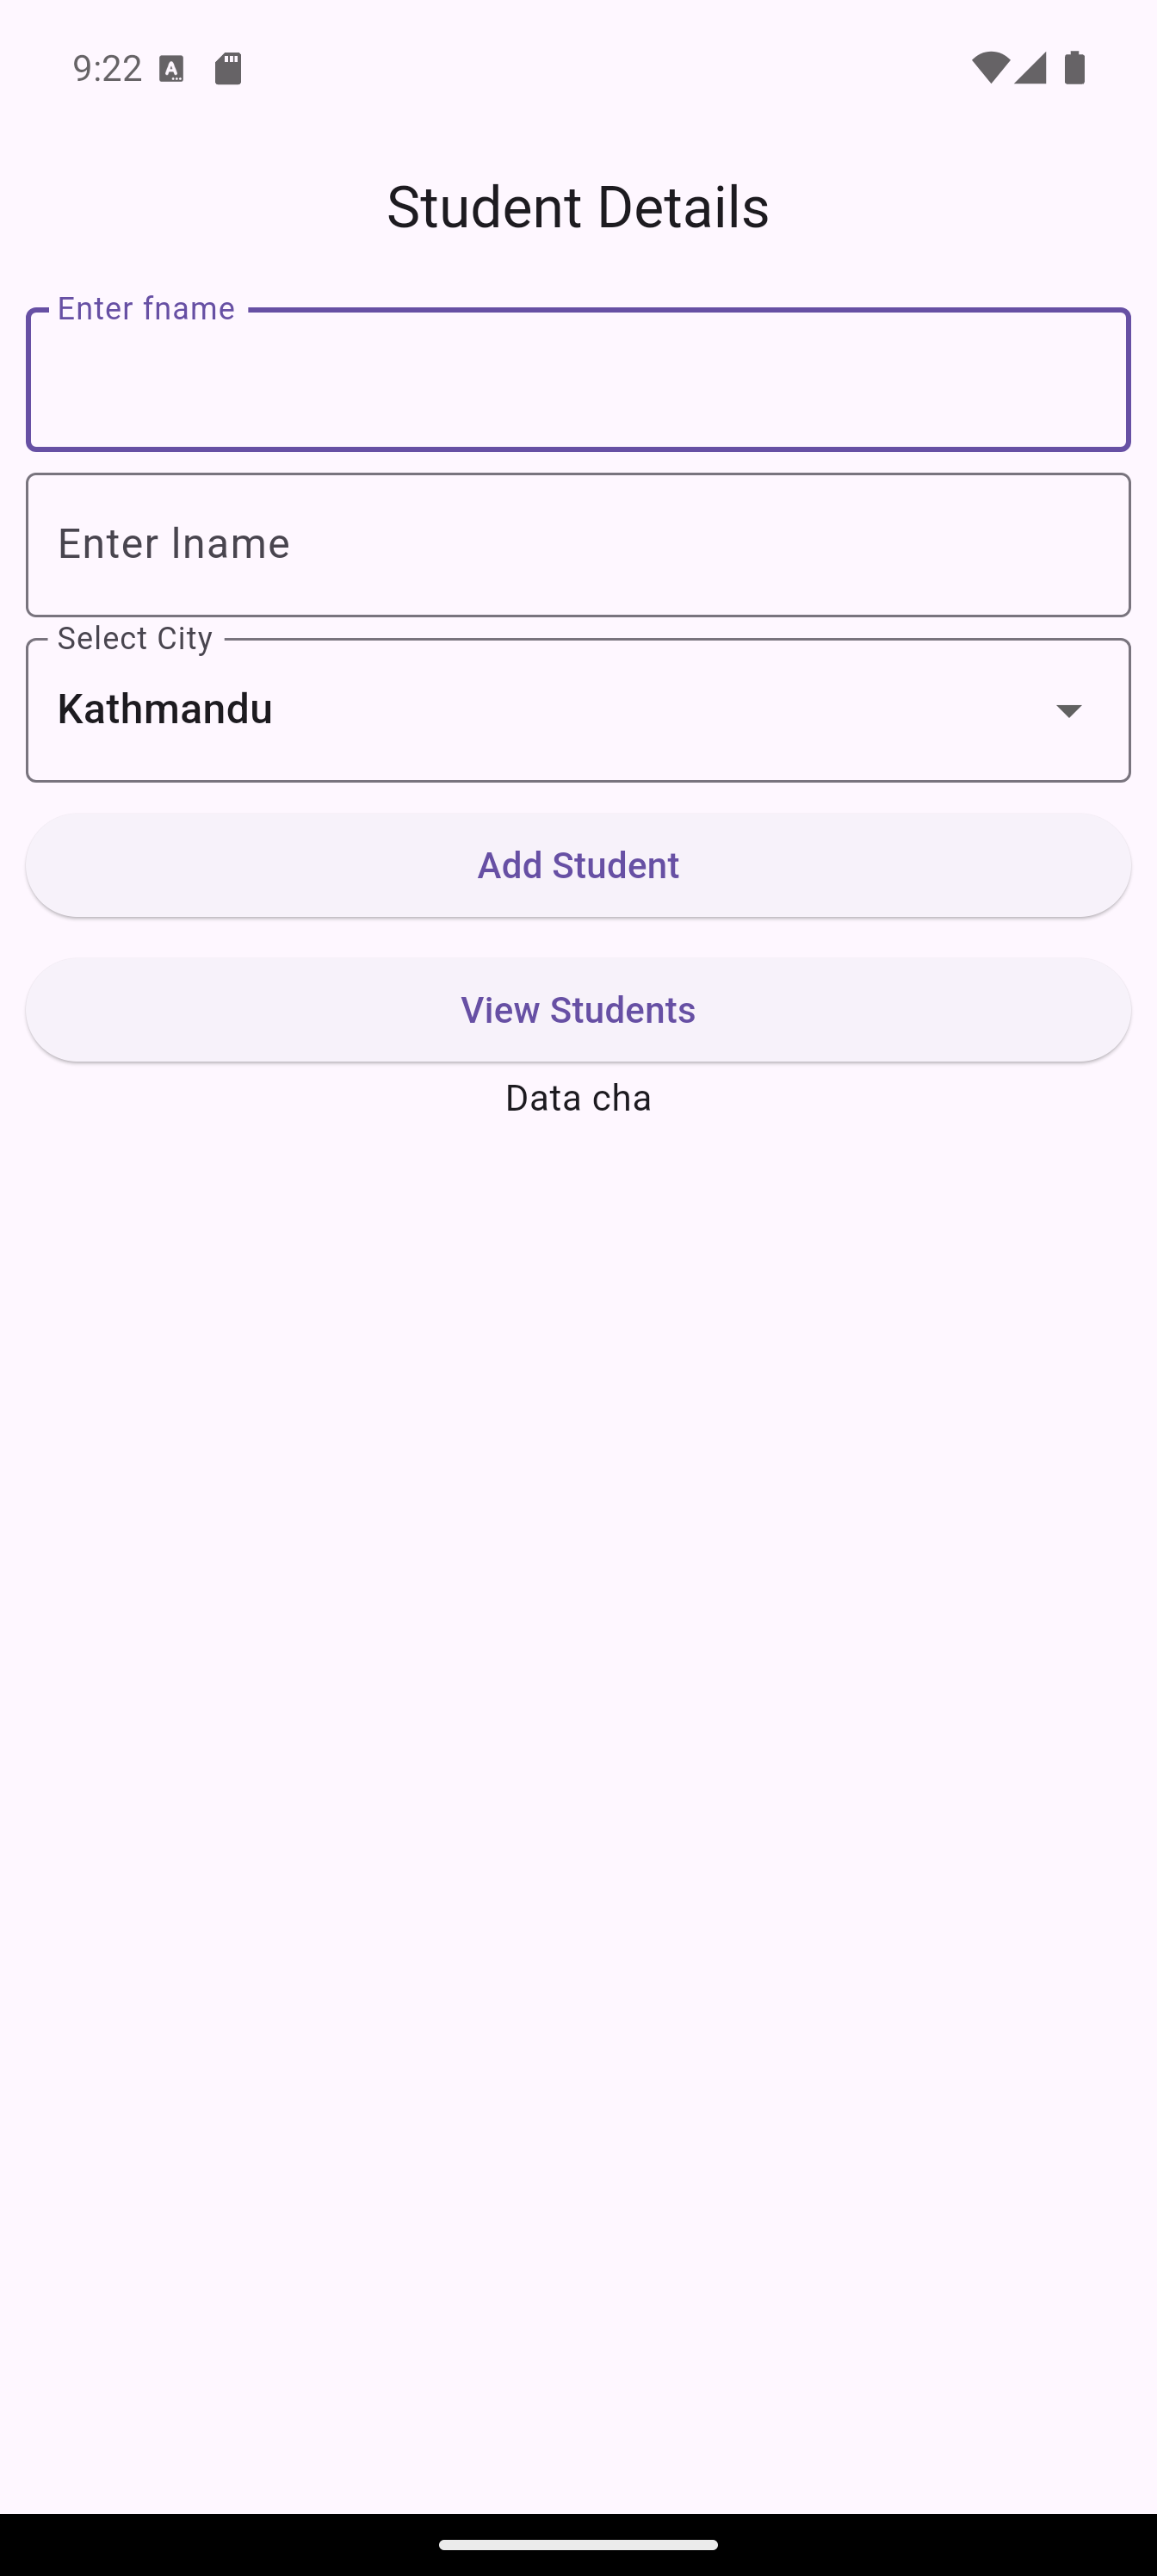 9:22
Student Details
Enter fname
Enter lname
Select City
Kathmandu
Add Student
View Students
Data cha